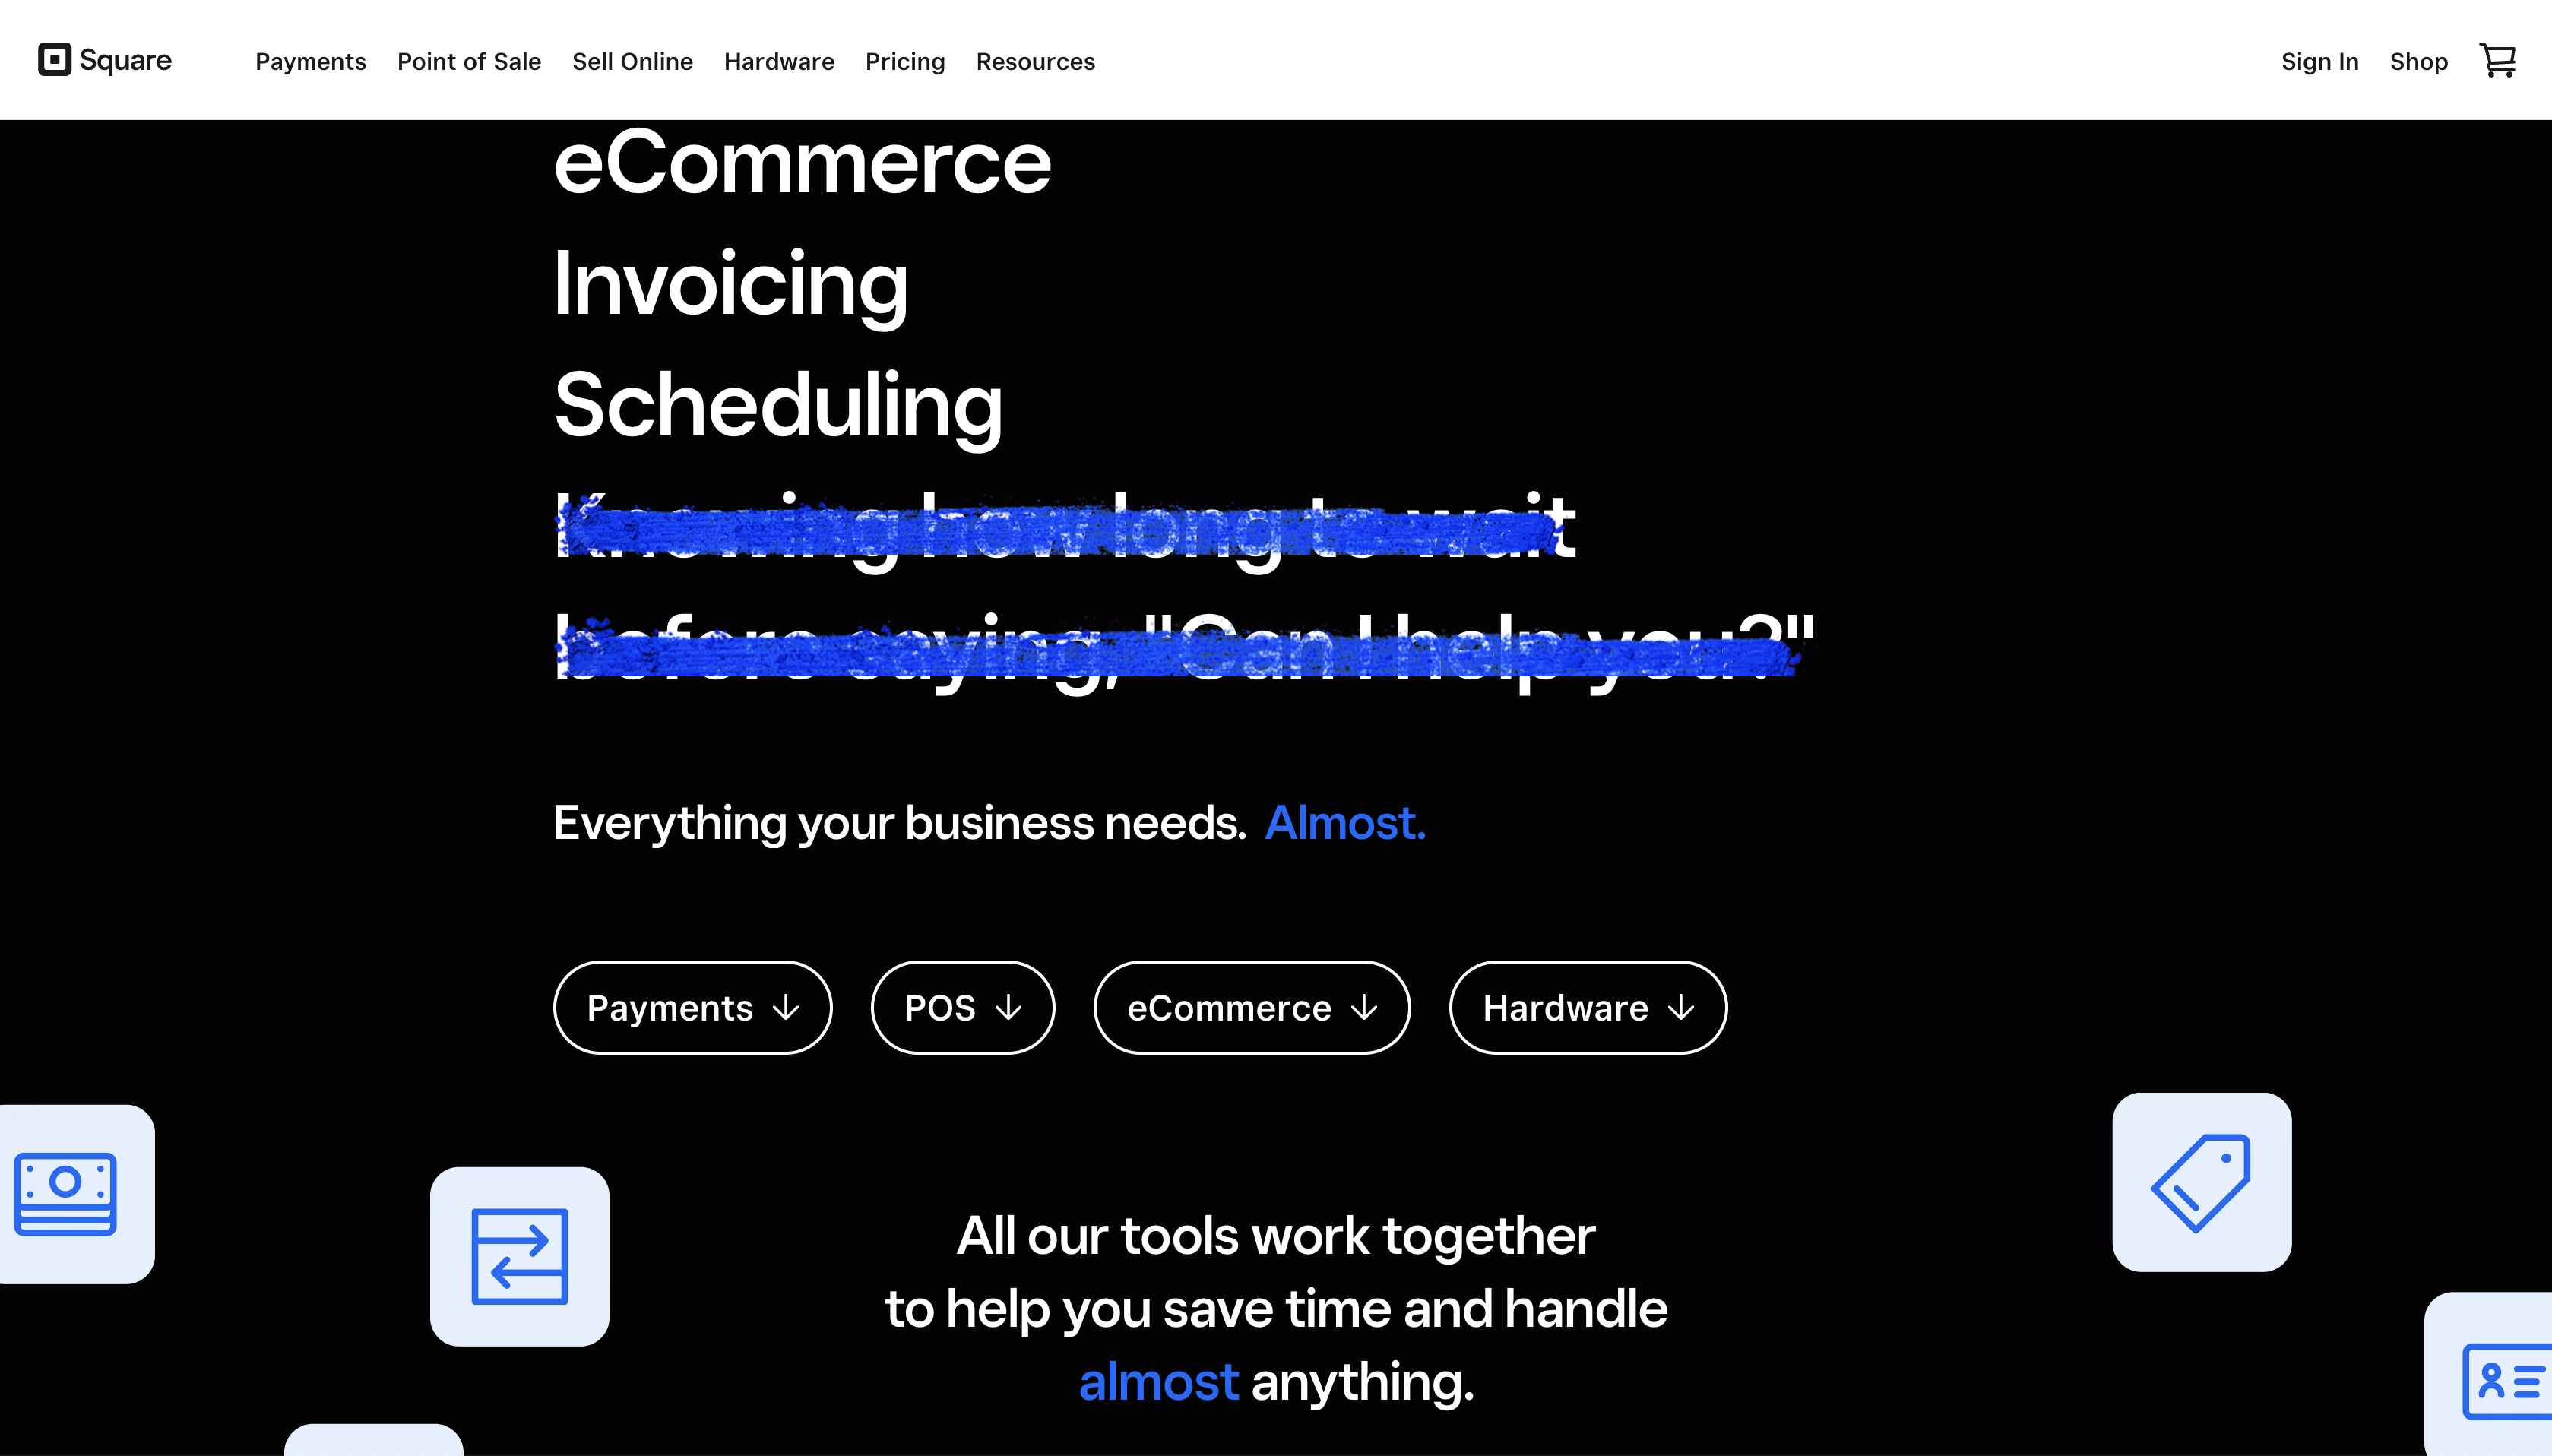 Square
Payments
Point of Sale
Sell Online
Hardware
Pricing
Resources
Sign In
Shop
eCommerce
Invoicing
Scheduling
Knowing how long to wait
before saying, "Can I help you?"
Everything your business needs. Almost.
Payments
POS
eCommerce
Hardware
All our tools work together
to help you save time and handle
almost anything.